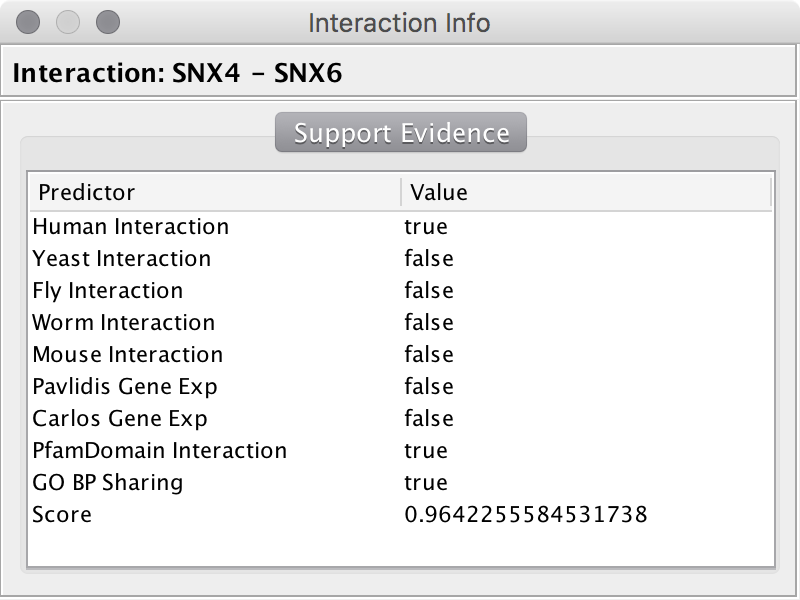 Interaction Info
Interaction: SNX4 - SNX6
Support Evidence
Predictor Value
Human Interaction true
Yeast Interaction false
Fly Interaction false
Worm Interaction false
Mouse Interaction false
Pavlidis Gene Exp false
Carlos Gene Exp false
PfamDomain Interaction true
GO BP Sharing true
Score 0.9642255584531738